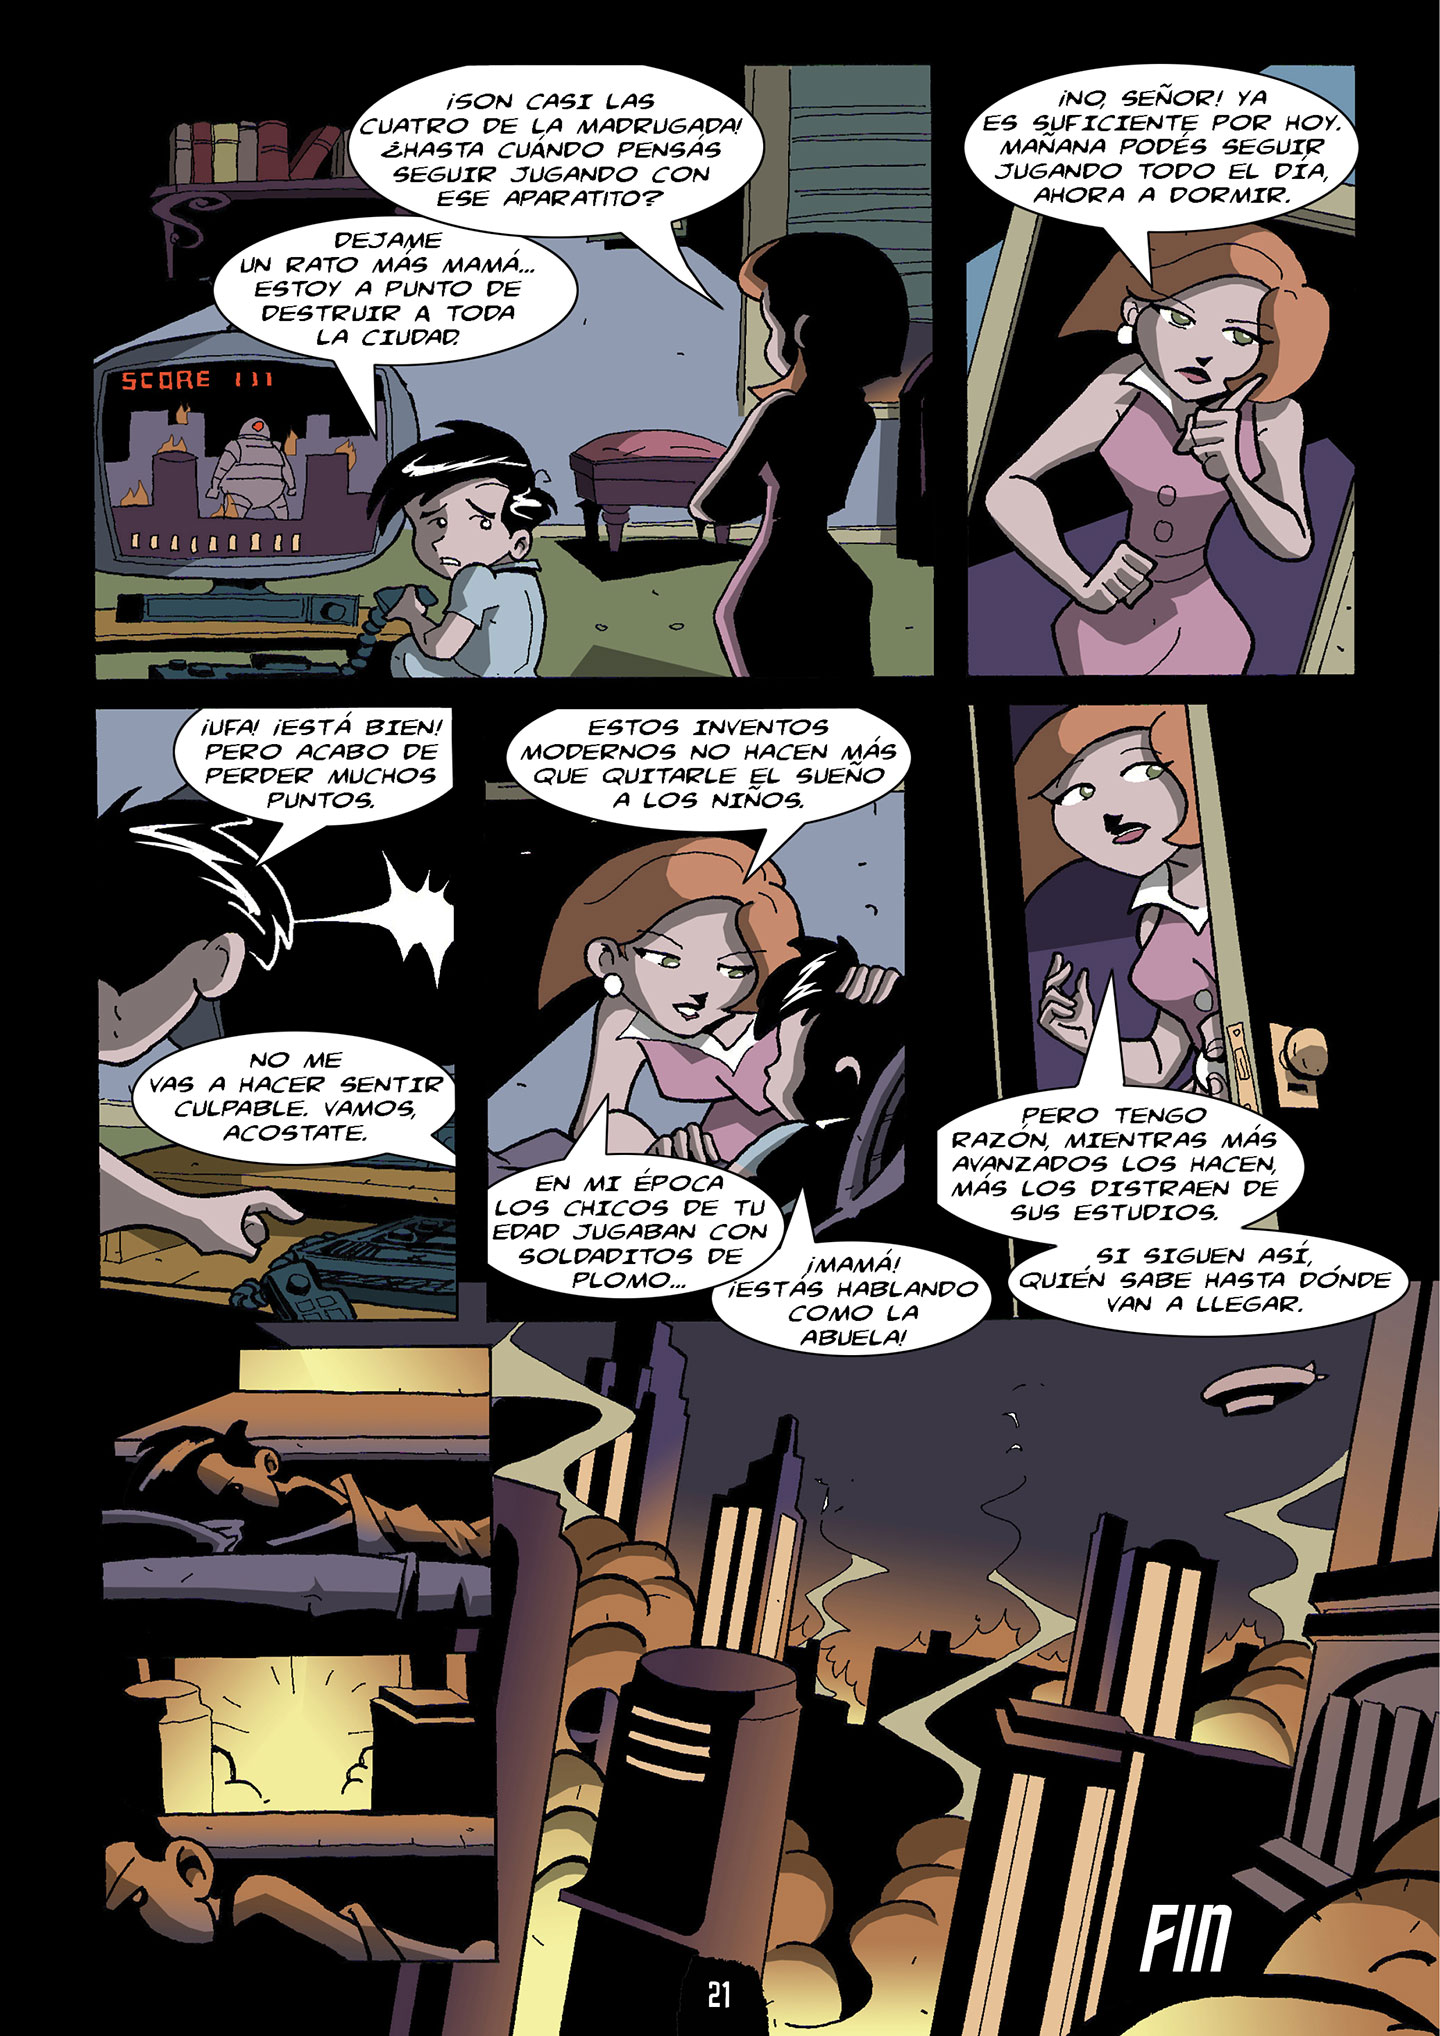 ¡SON CASI LAS
CUATRO DE LA MADRUGADA!
¿HASTA CUÁNDO PENSÁS
SEGUIR JUGANDO CON
ESE APARATITO?
DEJAME
UN RATO MÁS MAMÁ...
ESTOY A PUNTO DE
DESTRUIR A TODA
LA CIUDAD.
SCORE 111
¡NO, SEÑOR! YA
ES SUFICIENTE POR HOY.
MAÑANA PODÉS SEGUIR
JUGANDO TODO EL DÍA,
AHORA A DORMIR.
¡UFA! ¡ESTÁ BIEN!
PERO ACABO DE
PERDER MUCHOS
PUNTOS.
NO ME
VAS A HACER SENTIR
CULPABLE. VAMOS,
ACOSTATE.
ESTOS INVENTOS
MODERNOS NO HACEN MÁS
QUE QUITARLE EL SUEÑO
A LOS NIÑOS.
EN MI ÉPOCA
LOS CHICOS DE TU
EDAD JUGABAN CON
SOLDADITOS DE
PLOMO...
¡MAMÁ!
¡ESTÁS HABLANDO
COMO LA
ABUELA!
PERO TENGO
RAZÓN, MIENTRAS MÁS
AVANZADOS LOS HACEN,
MÁS LOS DISTRAEN DE
SUS ESTUDIOS.
SI SIGUEN ASÍ,
QUIÉN SABE HASTA DÓNDE
VAN A LLEGAR.
FIN
21